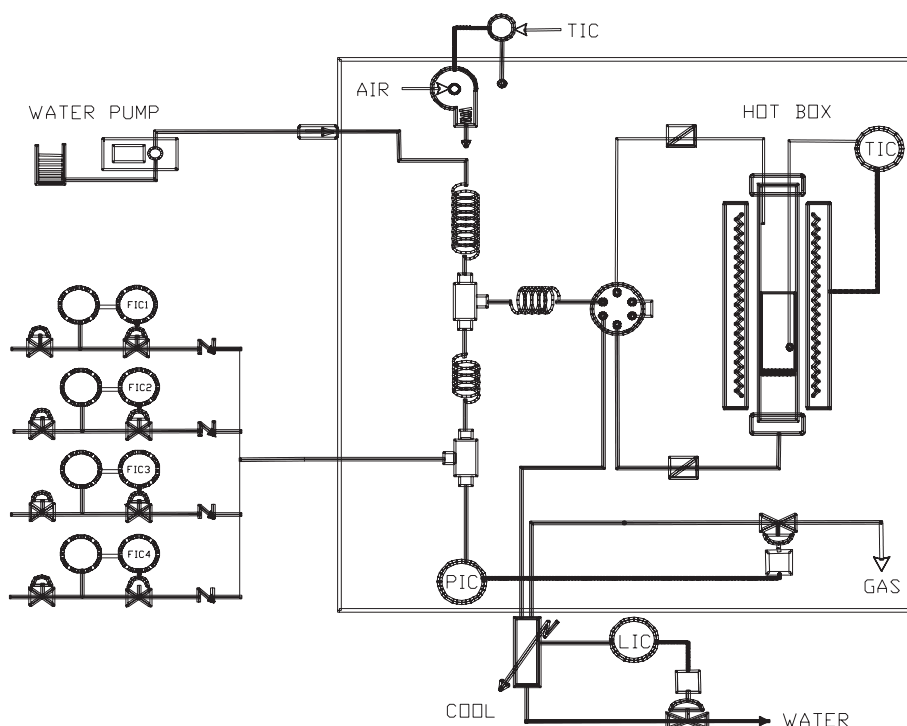 TIC
AIR
WATER PUMP
HOT BOX
TIC
FIC1
FIC2
FIC3
FIC4
PIC
GAS
LIC
COOL
WATER